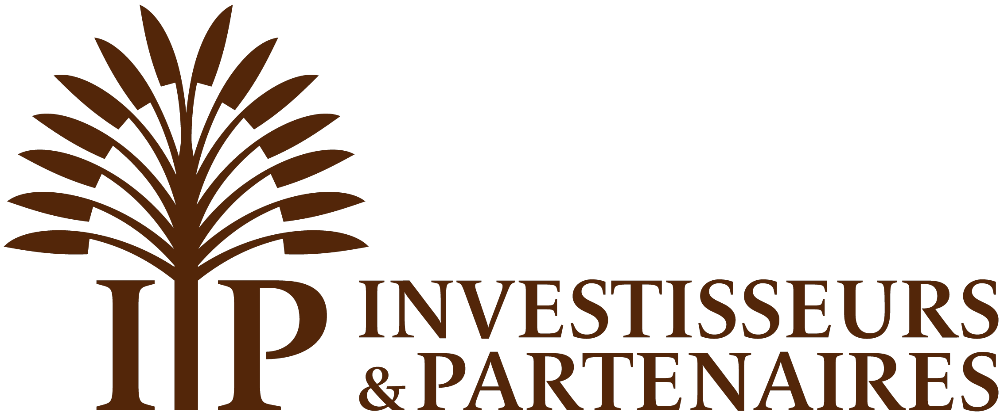 IP
INVESTISSEURS
& PARTENAIRES